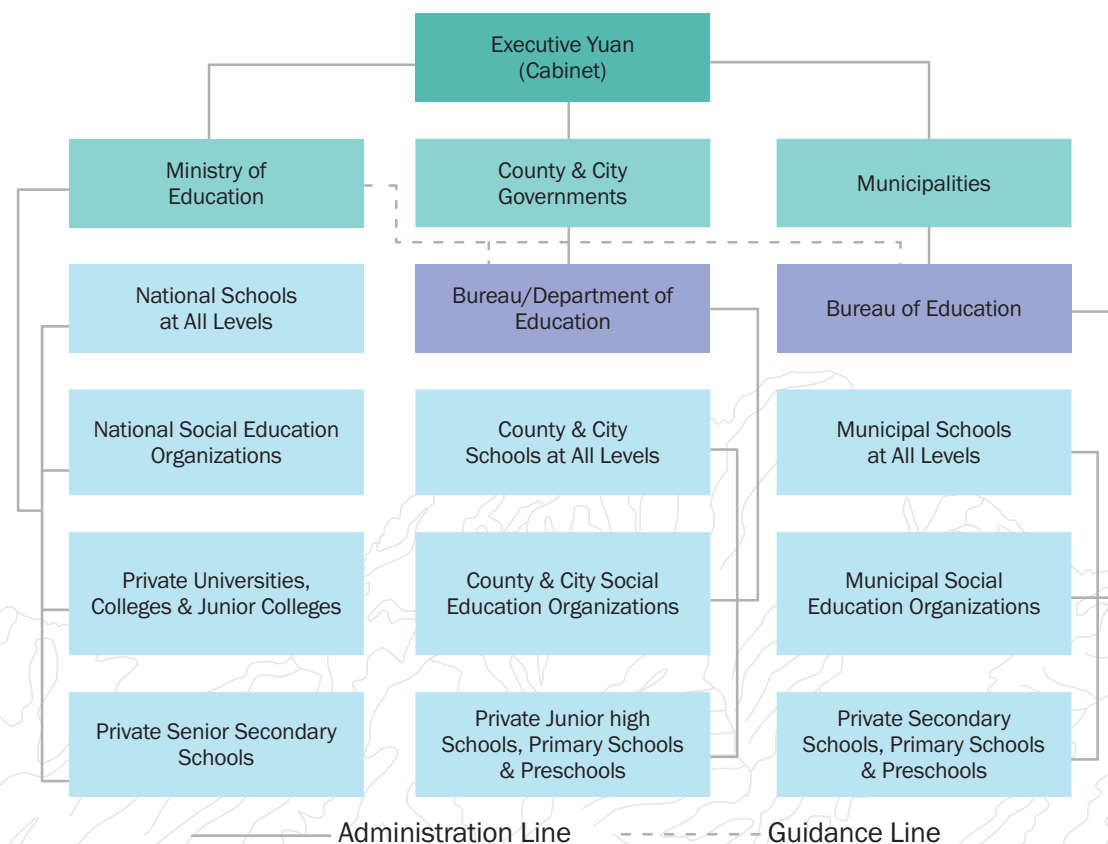 Executive Yuan
(Cabinet)
Ministry of
Education
County & City
Governments
Municipalities
National Schools
at All Levels
Bureau/Department of
Education
Bureau of Education
National Social Education
Organizations
County & City
Schools at All Levels
Municipal Schools
at All Levels
Private Universities,
Colleges & Junior Colleges
County & City Social
Education Organizations
Municipal Social
Education Organizations
Private Senior Secondary
Schools
Private Junior high
Schools, Primary Schools
& Preschools
Private Secondary
Schools, Primary Schools
& Preschools
Administration Line
Guidance Line